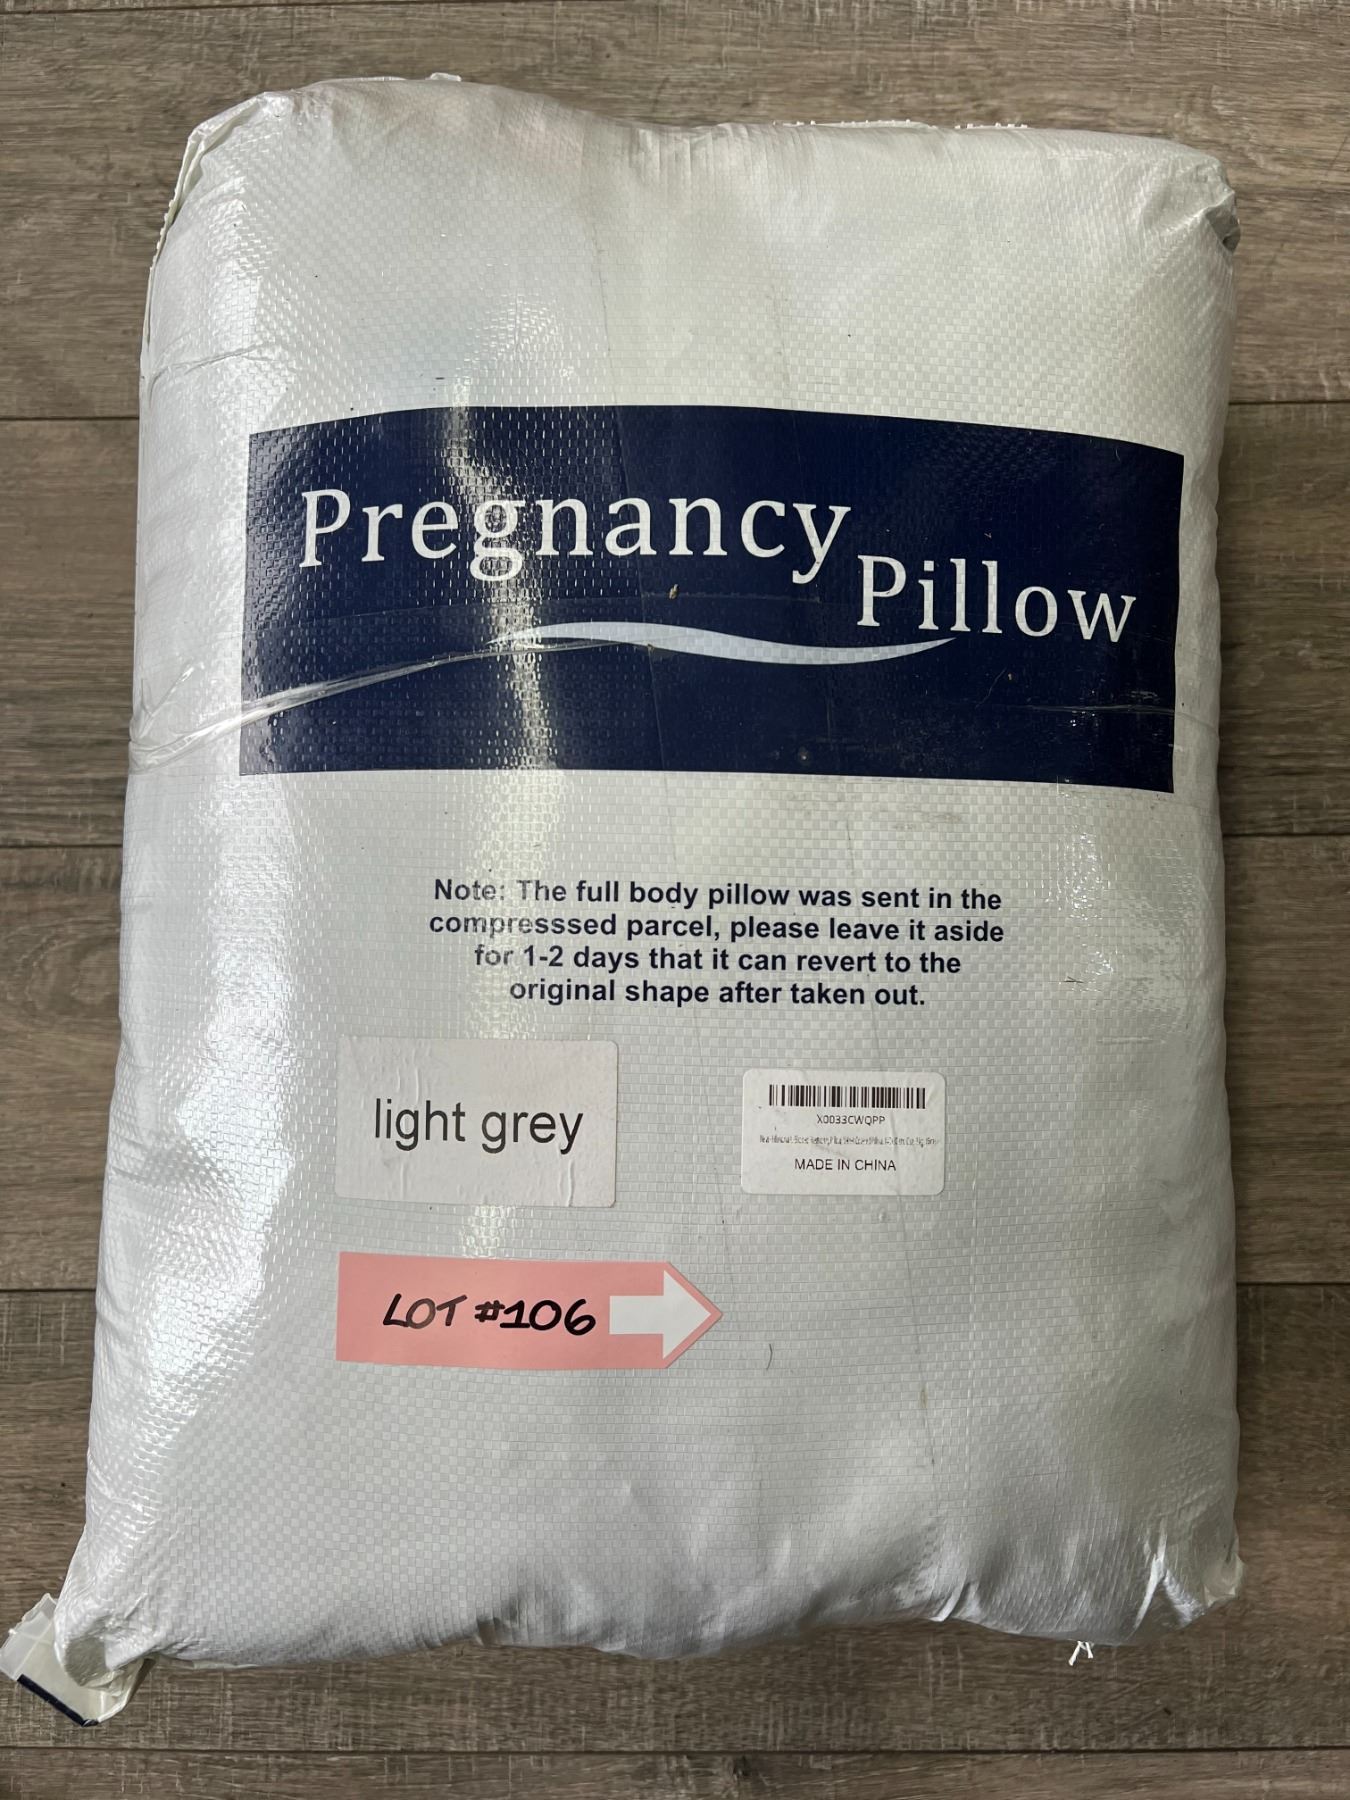 Pregnancy
Pillow
Note: The full body pillow was sent in the
compresssed parcel, please leave it aside
for 1-2 days that it can revert to the
original shape after taken out.
light grey
X0033CWQPP
MADE IN CHINA
LOT #106